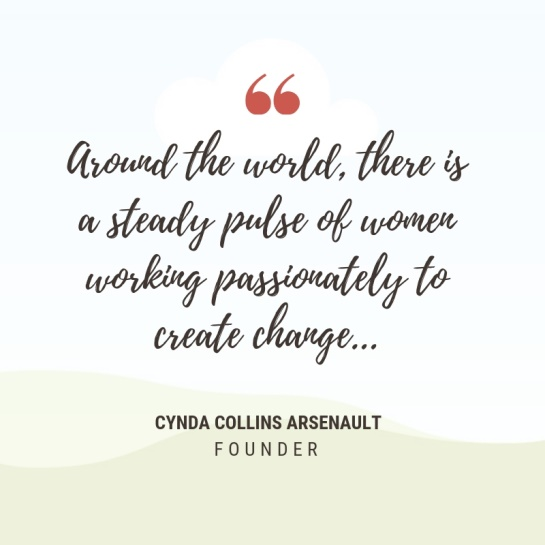 “
Around the world, there is
a steady pulse of women
working passionately to
create change...
CYNDA COLLINS ARSENAULT
FOUNDER